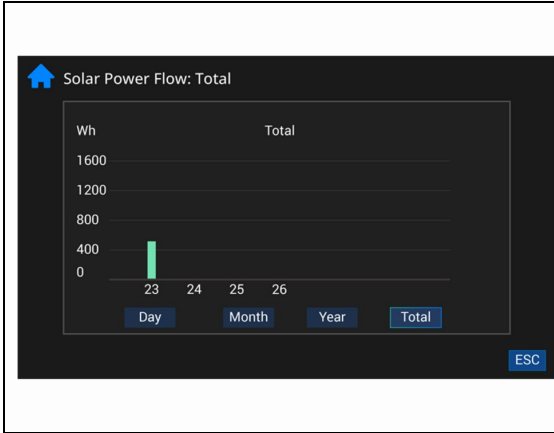 Solar Power Flow: Total
Wh Total
1600
1200
800
400
0
23 24 25 26
Day Month Year Total
ESC